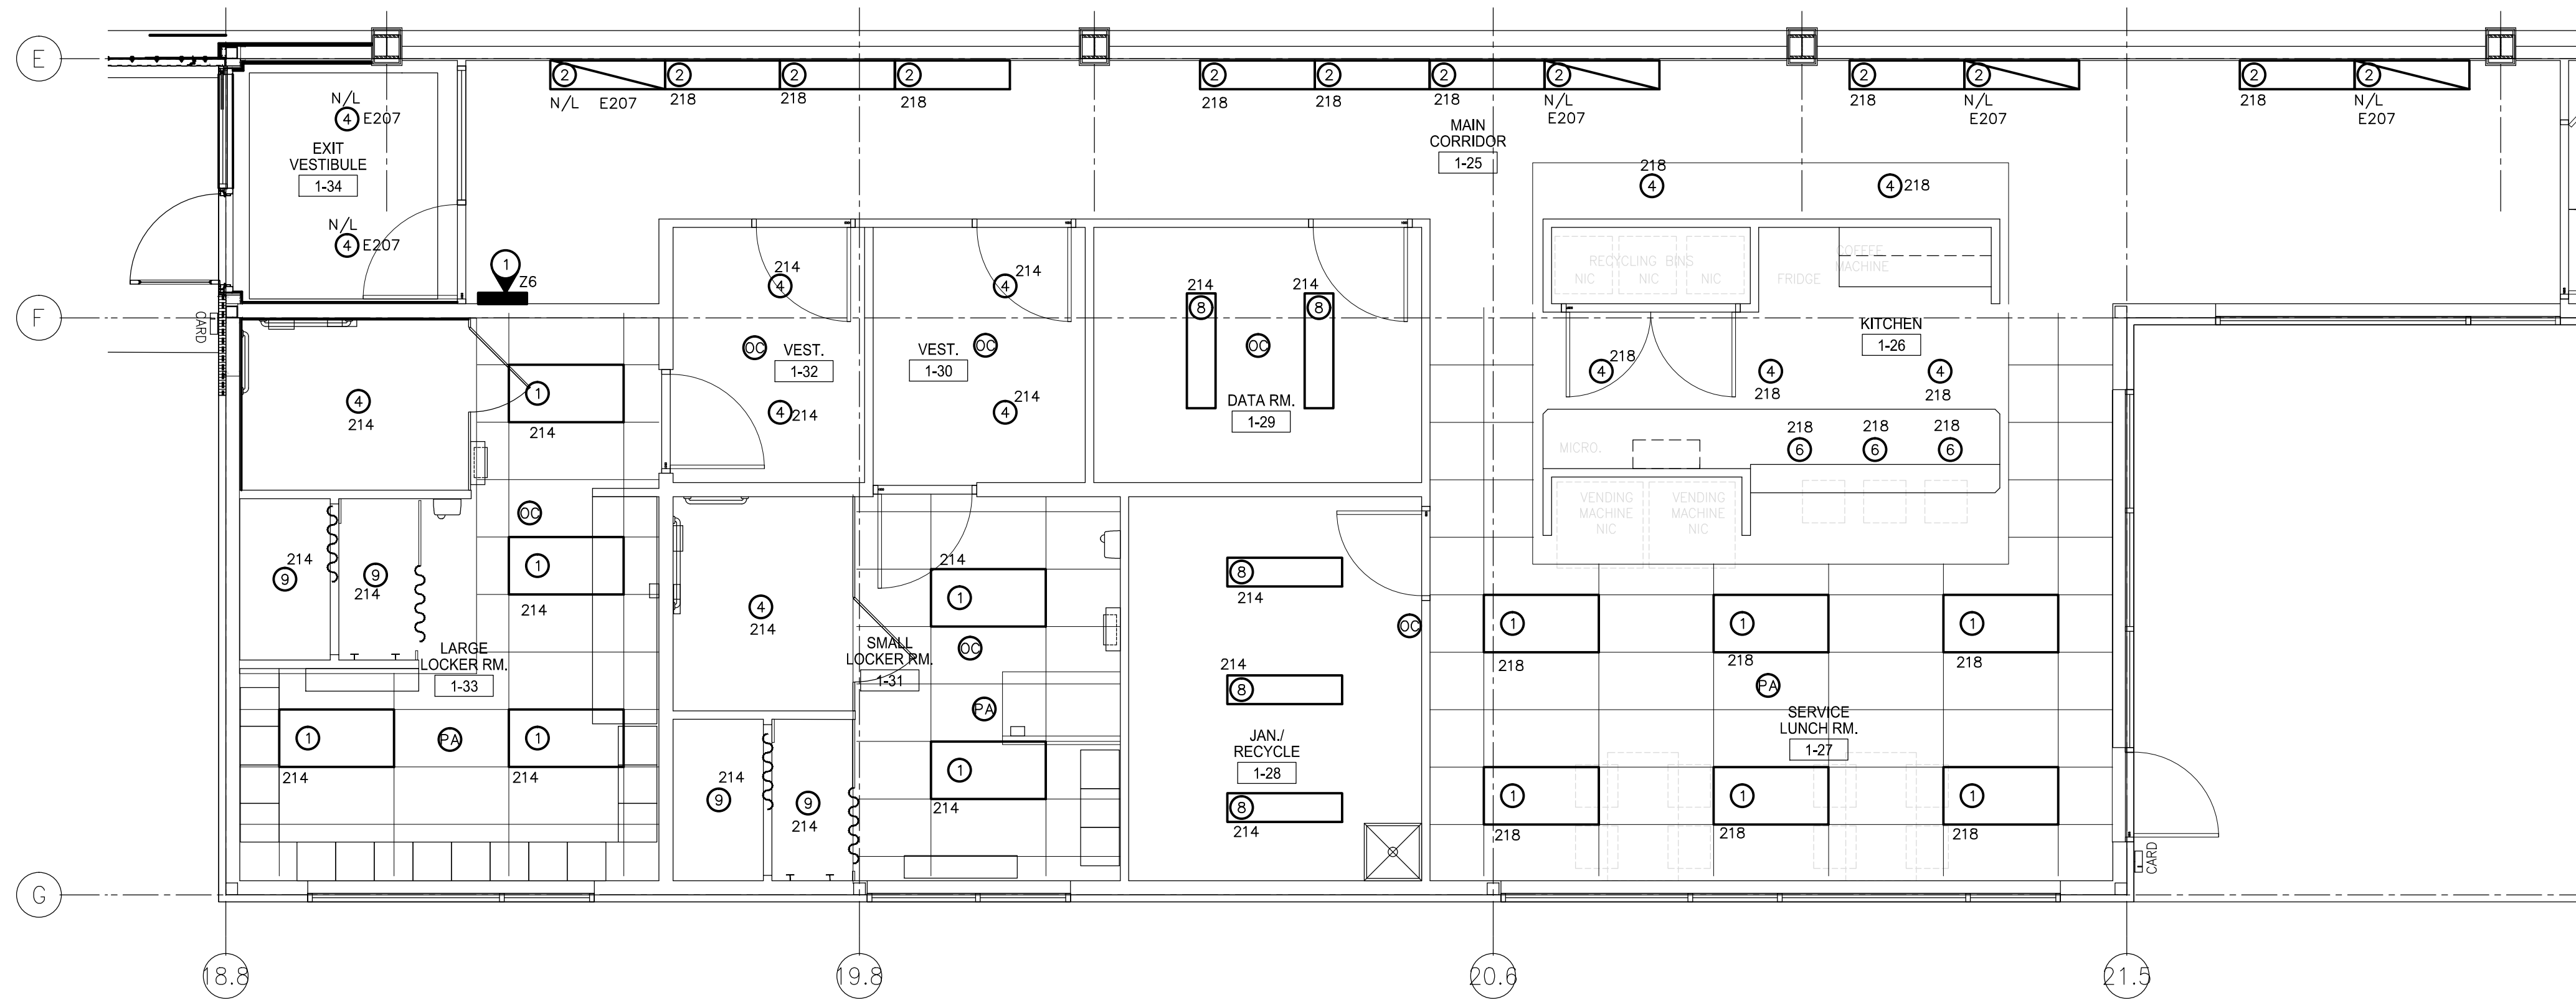 E
2
2
2
2
2
2
2
2
2
2
2
2
N/L
E207
218
218
218
218
218
218
N/L
E207
218
N/L
E207
218
N/L
E207
N/L
4
E207
EXIT
VESTIBULE
1-34
N/L
4
E207
MAIN
CORRIDOR
1-25
218
4
4
218
1
Z6
214
4
214
4
214
8
214
8
RECYCLING BINS
NIC
NIC
NIC
FRIDGE
COFFEE
MACHINE
F
CARD
OC
VEST.
1-32
VEST.
1-30
OC
OC
KITCHEN
1-26
4
218
4
218
4
218
4
214
1
214
4
214
214
4
DATA RM.
1-29
MICRO.
218
6
218
6
218
6
OC
VENDING
MACHINE
NIC
VENDING
MACHINE
NIC
214
9
9
214
1
214
4
214
214
1
8
214
OC
LARGE
LOCKER RM.
1-33
SMALL
LOCKER RM.
1-31
OC
214
8
1
218
1
218
1
218
PA
1
214
PA
1
214
PA
JAN./
RECYCLE
1-28
SERVICE
LUNCH RM.
1-27
214
9
9
214
1
214
8
214
1
218
1
218
1
218
CARD
G
18.8
19.8
20.6
21.5